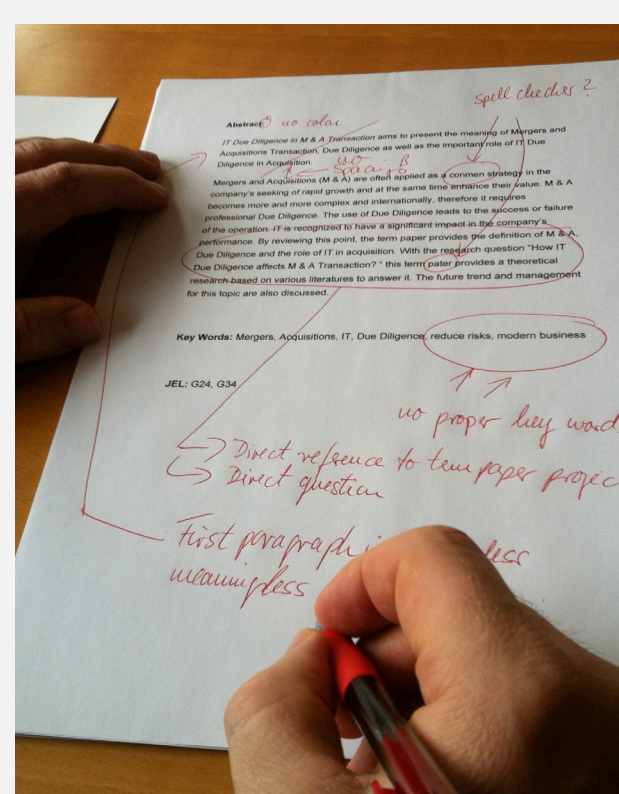 spell checker?
Abstract: no colon
IT Due Diligence in M & A Transaction aims to present the meaning of Mergers and
Acquisitions Transaction, Due Diligence as well as the important role of IT Due
Diligence in Acquisition.
no
spacing
Mergers and Acquisitions (M & A) are often applied as a conmen strategy in the
company's seeking of rapid growth and at the same time enhance their value. M & A
becomes more and more complex and internationally, therefore it requires
professional Due Diligence. The use of Due Diligence leads to the success or failure
of the operation. IT is recognized to have a significant impact in the company's
performance. By reviewing this point, the term paper provides the definition of M & A,
Due Diligence and the role of IT in acquisition. With the research question "How IT
Due Diligence affects M & A Transaction? " this term pater provides a theoretical
research based on various literatures to answer it. The future trend and management
for this topic are also discussed.
Key Words: Mergers, Acquisitions, IT, Due Diligence, reduce risks, modern business
JEL: G24, G34
no proper key word
Direct reference to term paper projec
Direct question
First paragraph
meaningless